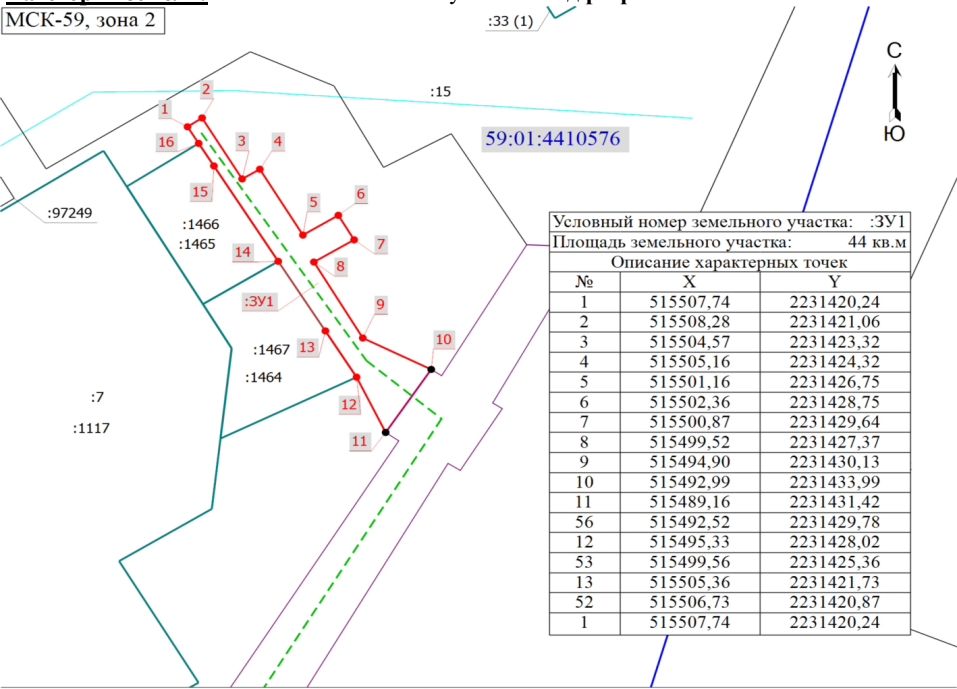 МСК-59, зона 2
:33 (1)
С
Ю
:15
59:01:4410576
1
2
16
3
4
15
5
6
7
14
8
:ЗУ1
9
13
10
12
11
:97249
:1466
:1465
:1467
:1464
:7
:1117
Условный номер земельного участка: :ЗУ1
Площадь земельного участка: 44 кв.м
Описание характерных точек
№ X Y
1 515507,74 2231420,24
2 515508,28 2231421,06
3 515504,57 2231423,32
4 515505,16 2231424,32
5 515501,16 2231426,75
6 515502,36 2231428,75
7 515500,87 2231429,64
8 515499,52 2231427,37
9 515494,90 2231430,13
10 515492,99 2231433,99
11 515489,16 2231431,42
56 515492,52 2231429,78
12 515495,33 2231428,02
53 515499,56 2231425,36
13 515505,36 2231421,73
52 515506,73 2231420,87
1 515507,74 2231420,24